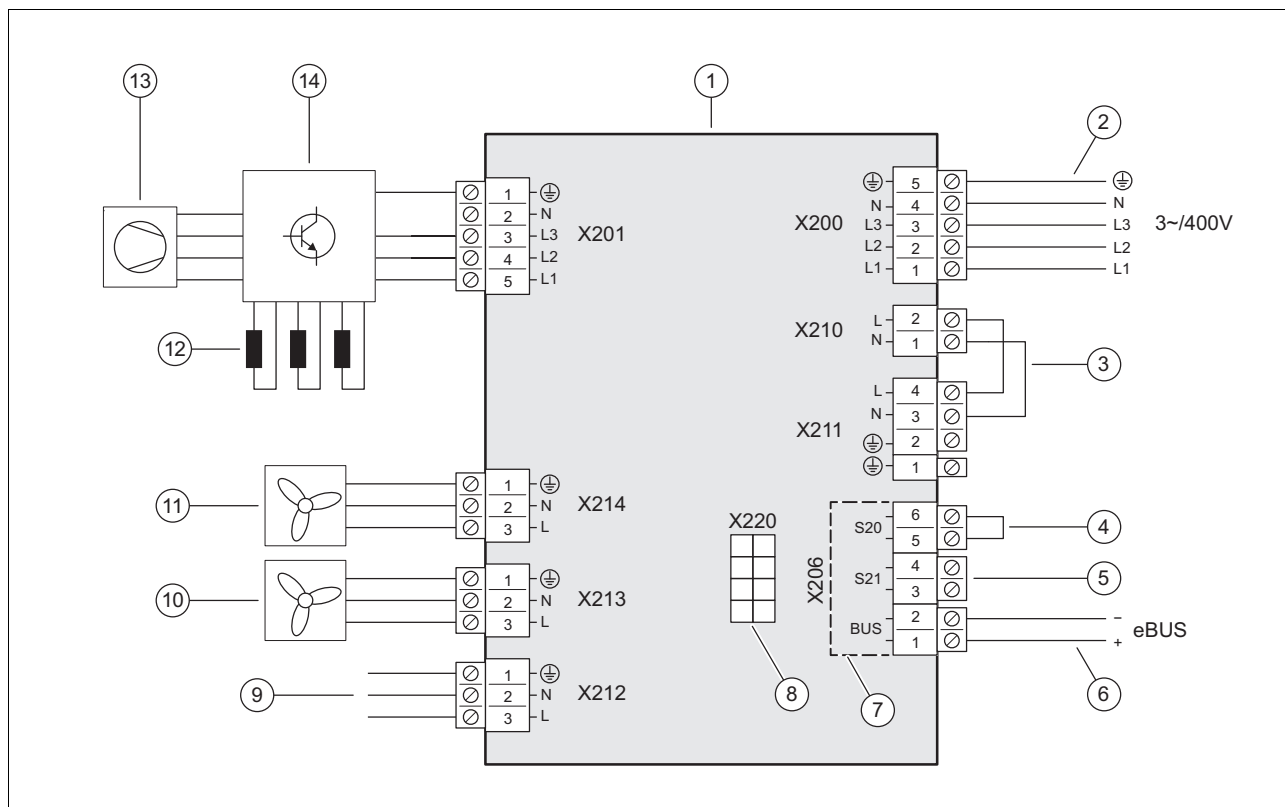 13
14
1
2
3
4
5
6
7
8
9
10
11
12
X201
1
2 N
3 L3
4 L2
5 L1
X214
1
2 N
3 L
X213
1
2 N
3 L
X212
1
2 N
3 L
X220
X200
5
N 4 N
L3 3 L3
L2 2 L2
L1 1 L1
3~/400V
X210
L 2
N 1
X211
L 4
N 3
2
1
X206
S20
6
5
S21
4
3
BUS
2 −
1 +
eBUS